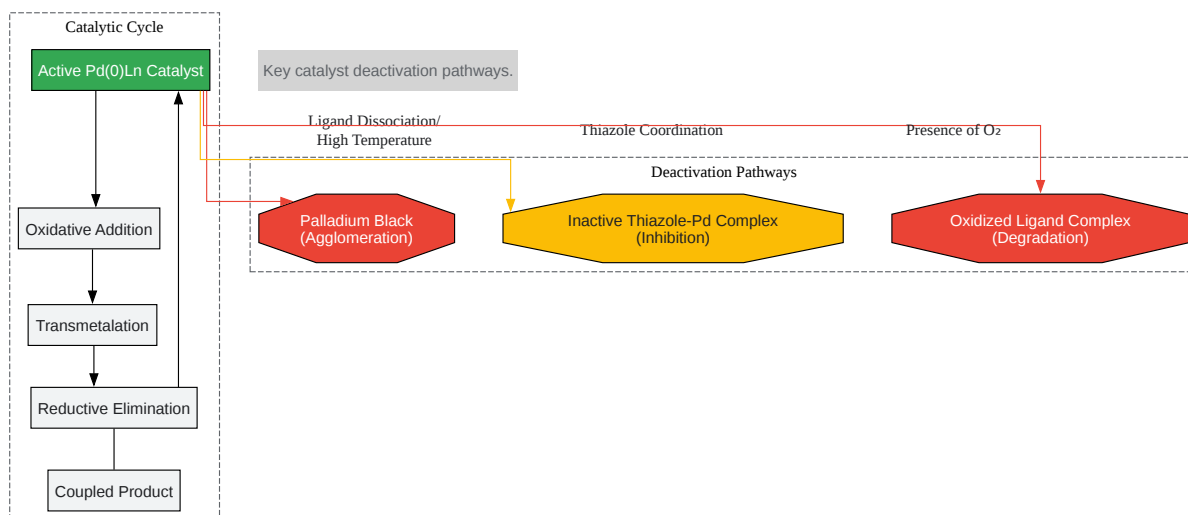 Catalytic Cycle
Active Pd(0)Ln Catalyst
Key catalyst deactivation pathways.
Ligand Dissociation/
High Temperature
Thiazole Coordination
Presence of O₂
Deactivation Pathways
Palladium Black
(Agglomeration)
Inactive Thiazole-Pd Complex
(Inhibition)
Oxidized Ligand Complex
(Degradation)
Oxidative Addition
Transmetalation
Reductive Elimination
Coupled Product